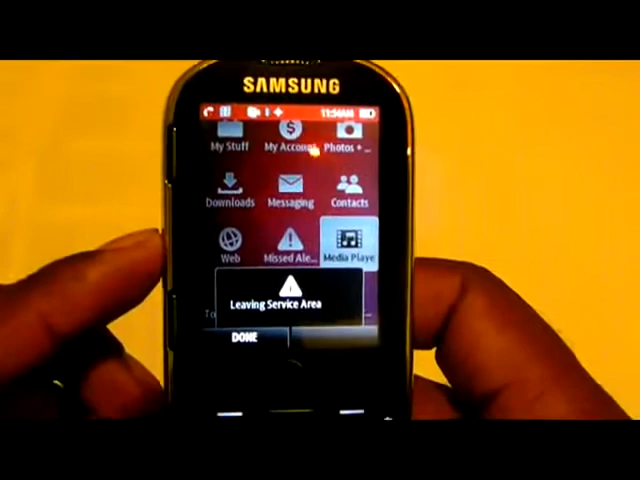 SAMSUNG
11:54AM
My Stuff My Account Photos + ...
Downloads Messaging Contacts
Web Missed Ale... Media Playe
Leaving Service Area
DONE